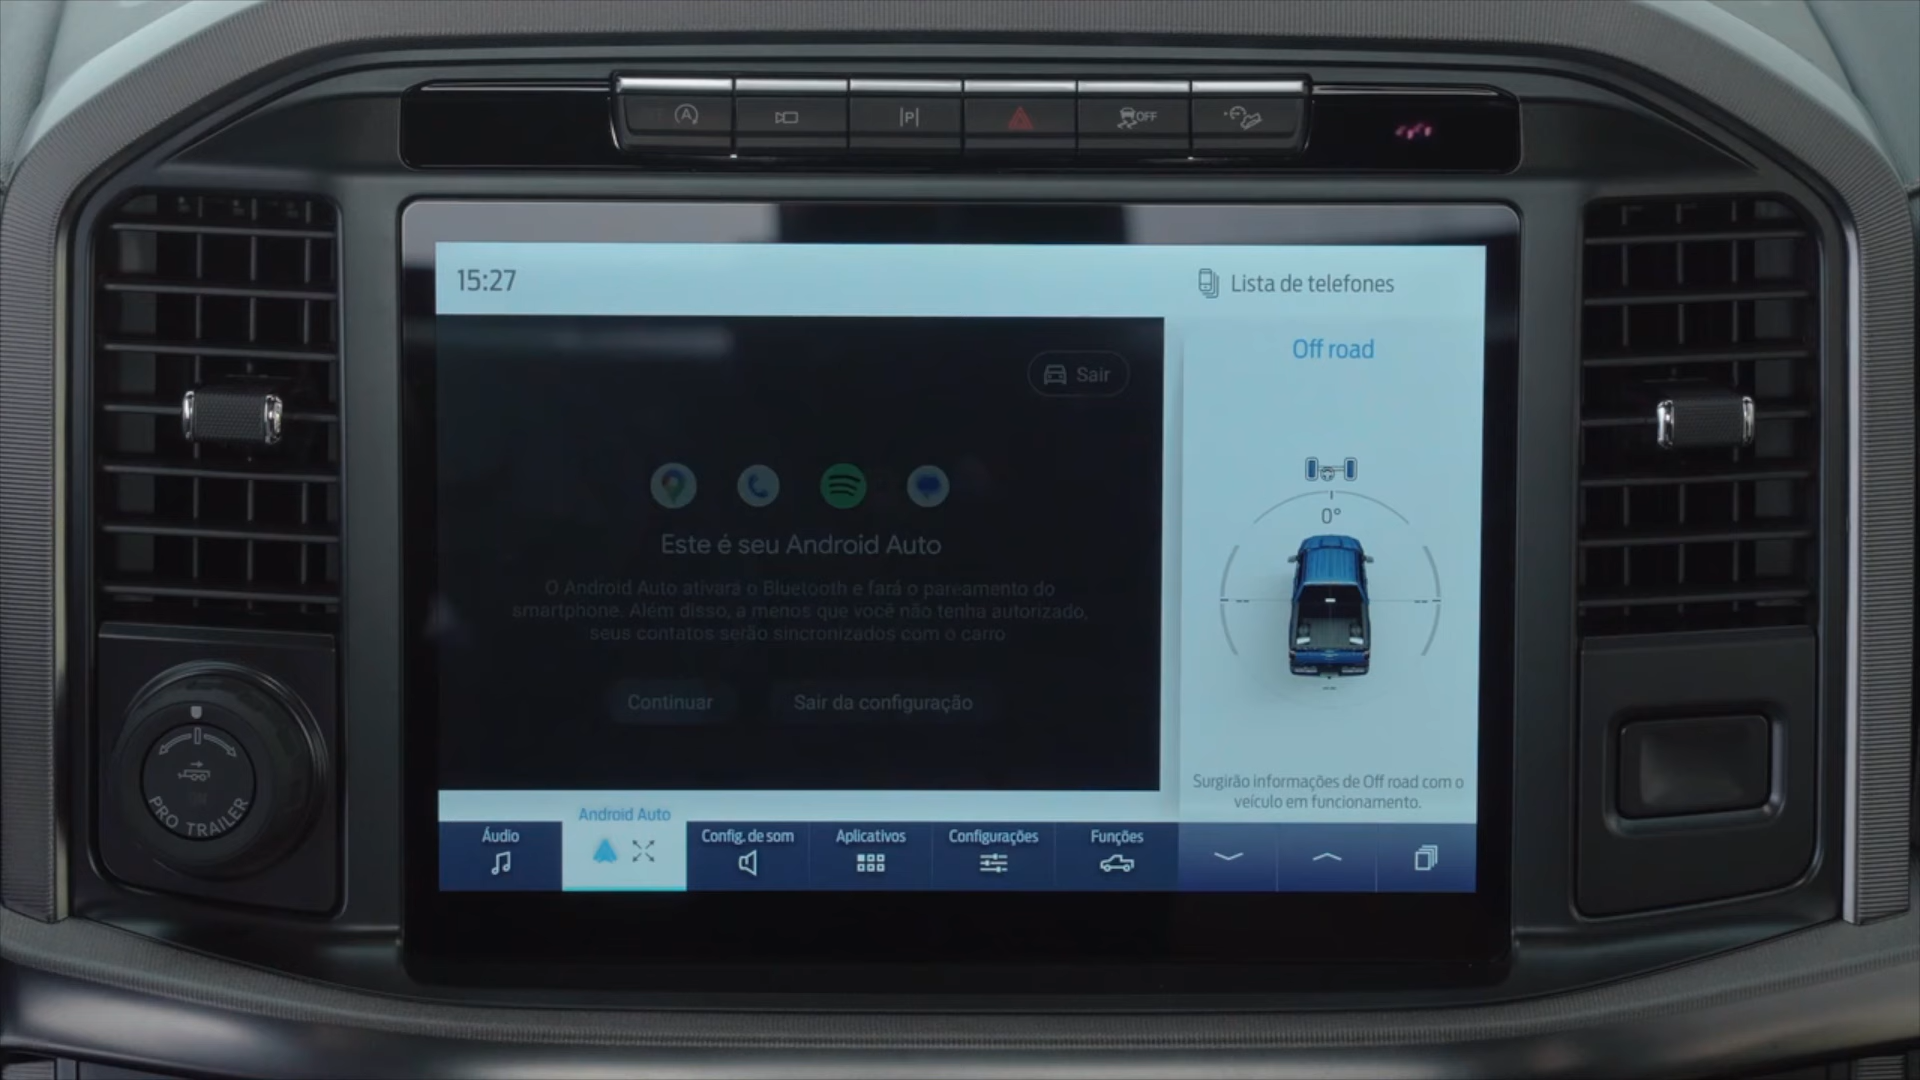 A
P
OFF
15:27
Lista de telefones
Sair
Off road
0°
Este é seu Android Auto
O Android Auto ativará o Bluetooth e fará o pareamento do
smartphone. Além disso, a menos que você não tenha autorizado,
seus contatos serão sincronizados com o carro
Continuar
Sair da configuração
Surgirão informações de Off road com o
veículo em funcionamento.
PRO TRAILER
Áudio
Android Auto
Config. de som
Aplicativos
Configurações
Funções